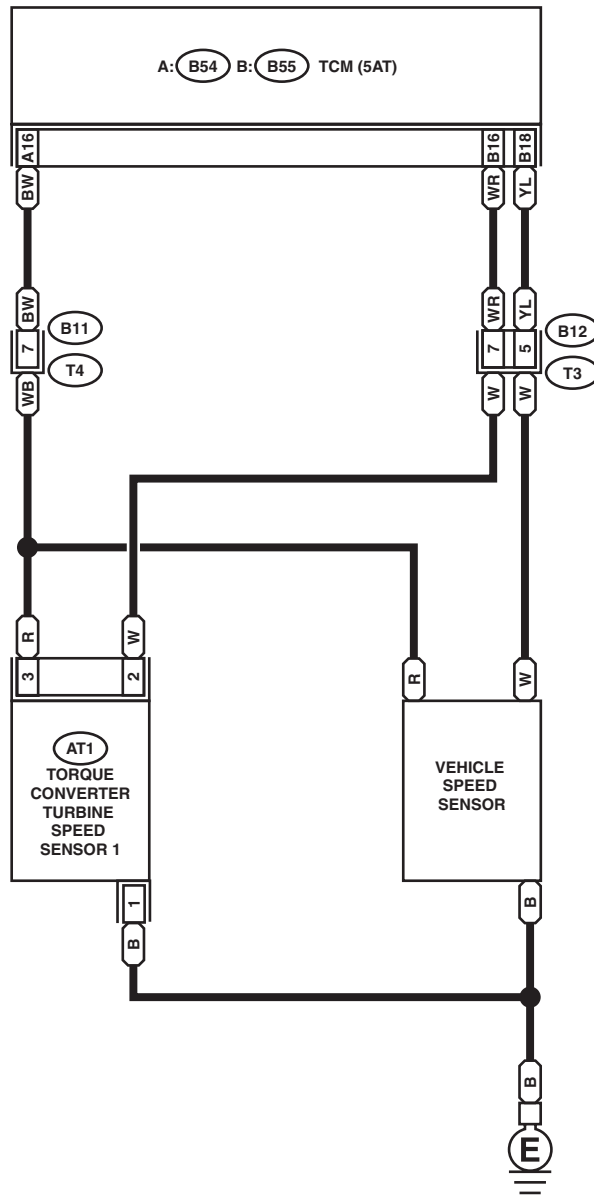 A: B54 B: B55 TCM (5AT)
A16 B16 B18
BW WR YL
BW WR YL
B11
7 7 5
B12
T4
T3
WB W W
R W
3 2
R W
AT1
TORQUE
CONVERTER
TURBINE
SPEED
SENSOR 1
VEHICLE
SPEED
SENSOR
1
B
B
B
E